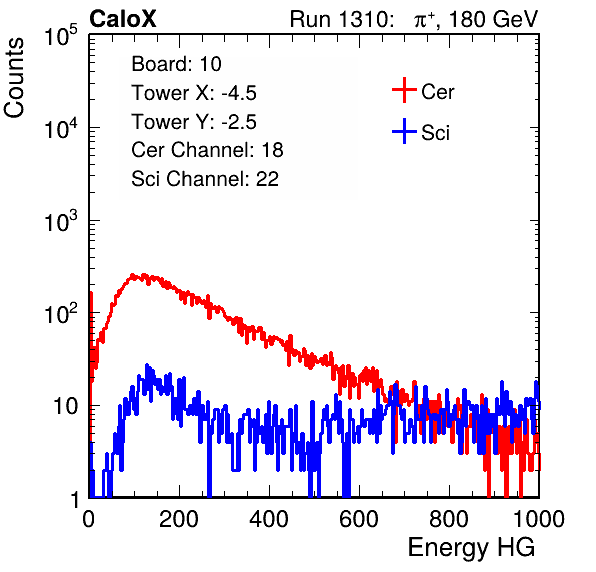 CaloX Run 1310: π⁺, 180 GeV
Counts
10⁵
10⁴
10³
10²
10
1
Board: 10
Tower X: -4.5
Tower Y: -2.5
Cer Channel: 18
Sci Channel: 22
Cer
Sci
0 200 400 600 800 1000
Energy HG